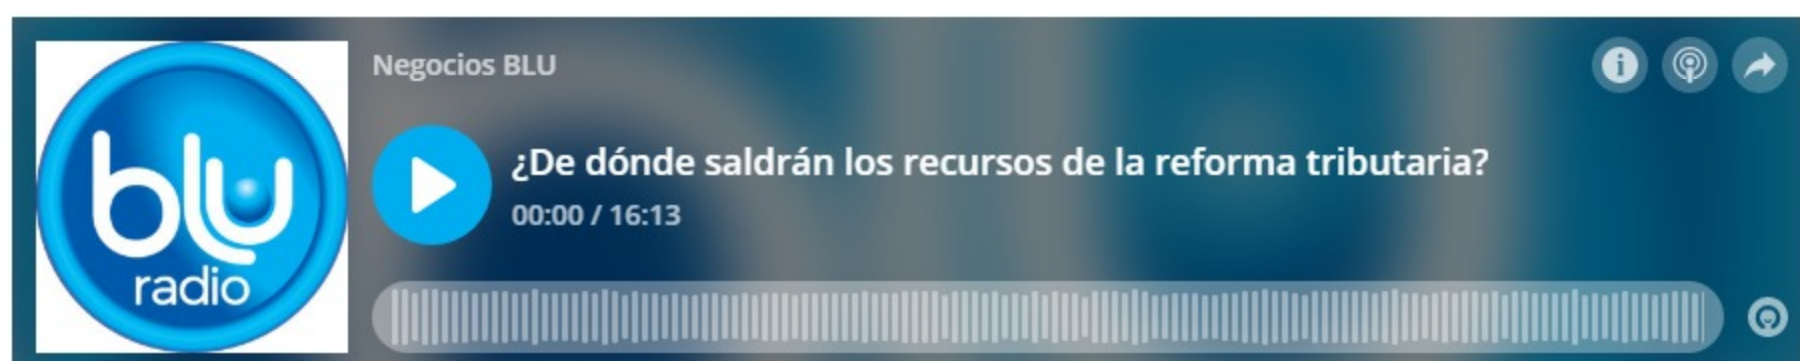 blu
radio
Negocios BLU
¿De dónde saldrán los recursos de la reforma tributaria?
00:00 / 16:13